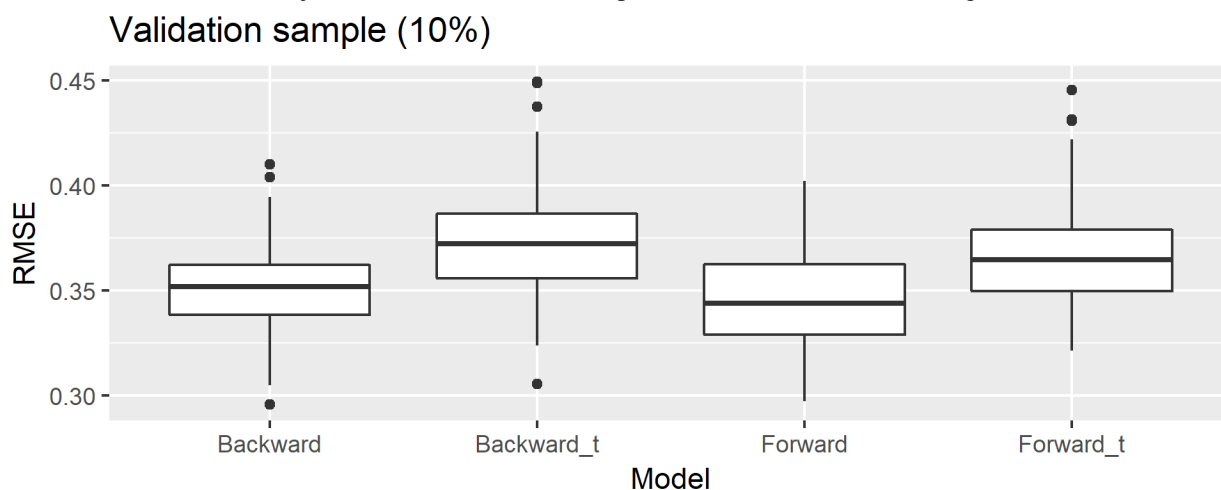 Validation sample (10%)
0.45
0.40
0.35
0.30
RMSE
Backward
Backward_t
Forward
Forward_t
Model